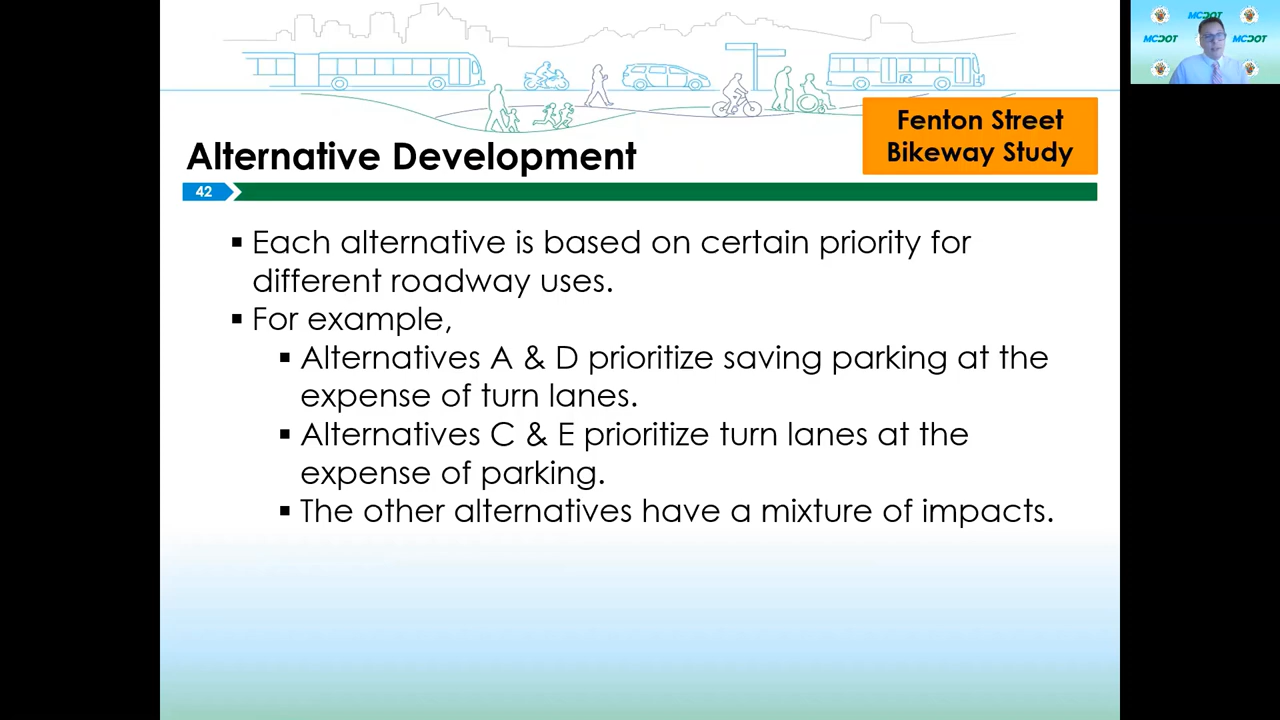 MCDOT
MCDOT
MCDOT
Fenton Street
Bikeway Study
Alternative Development
42
▪ Each alternative is based on certain priority for
different roadway uses.
▪ For example,
▪ Alternatives A & D prioritize saving parking at the
expense of turn lanes.
▪ Alternatives C & E prioritize turn lanes at the
expense of parking.
▪ The other alternatives have a mixture of impacts.